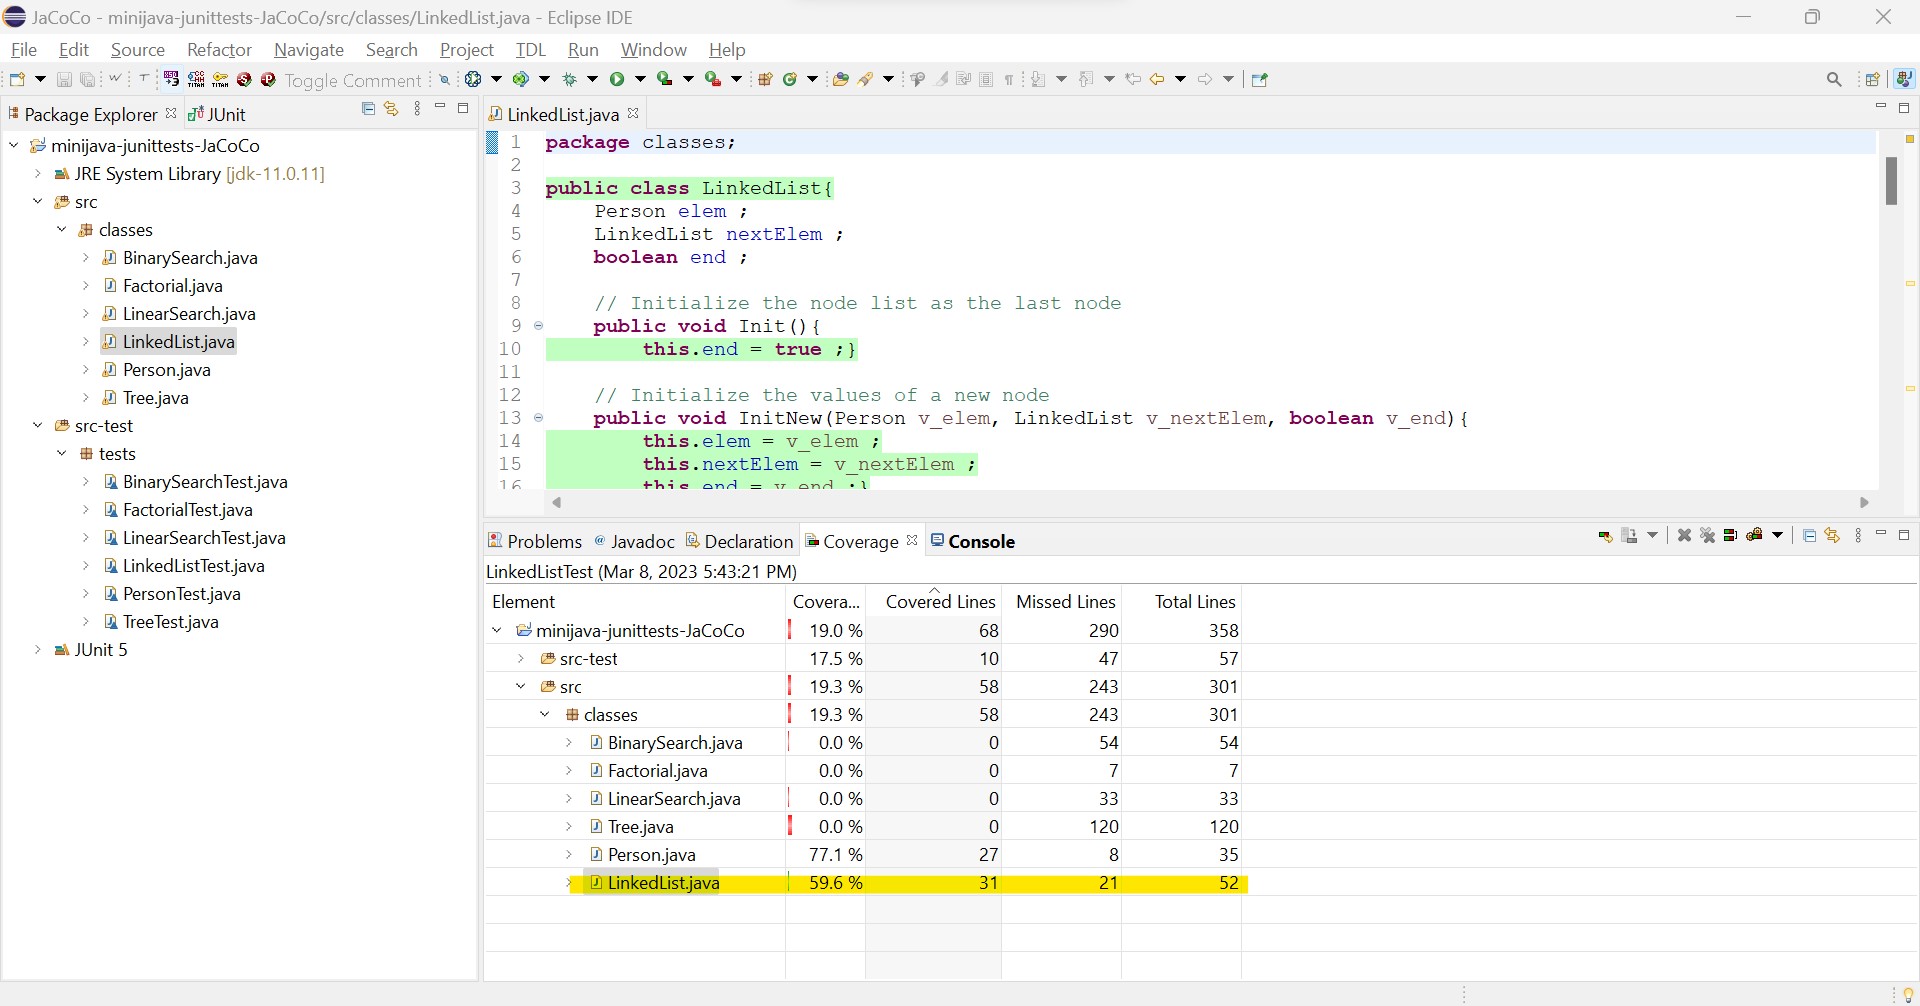 JaCoCo - minijava-junittests-JaCoCo/src/classes/LinkedList.java - Eclipse IDE
File Edit Source Refactor Navigate Search Project TDL Run Window Help
Toggle Comment
Package Explorer JUnit
minijava-junittests-JaCoCo
JRE System Library [jdk-11.0.11]
src
classes
BinarySearch.java
Factorial.java
LinearSearch.java
LinkedList.java
Person.java
Tree.java
src-test
tests
BinarySearchTest.java
FactorialTest.java
LinearSearchTest.java
LinkedListTest.java
PersonTest.java
TreeTest.java
JUnit 5
LinkedList.java
1 package classes;
2
3 public class LinkedList{
4 Person elem ;
5 LinkedList nextElem ;
6 boolean end ;
7
8 // Initialize the node list as the last node
9 public void Init(){
10 this.end = true ;}
11
12 // Initialize the values of a new node
13 public void InitNew(Person v_elem, LinkedList v_nextElem, boolean v_end){
14 this.elem = v_elem ;
15 this.nextElem = v_nextElem ;
16 this.end = v_end ;}
Problems Javadoc Declaration Coverage Console
LinkedListTest (Mar 8, 2023 5:43:21 PM)
Element Covera... Covered Lines Missed Lines Total Lines
minijava-junittests-JaCoCo 19.0 % 68 290 358
src-test 17.5 % 10 47 57
src 19.3 % 58 243 301
classes 19.3 % 58 243 301
BinarySearch.java 0.0 % 0 54 54
Factorial.java 0.0 % 0 7 7
LinearSearch.java 0.0 % 0 33 33
Tree.java 0.0 % 0 120 120
Person.java 77.1 % 27 8 35
LinkedList.java 59.6 % 31 21 52